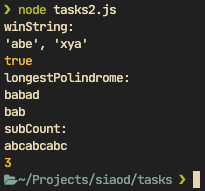 ❯ node tasks2.js
winString:
'abe', 'xya'
true
longestPolindrome:
babad
bab
subCount:
abcabcabc
3
~/Projects/siaod/tasks ❯